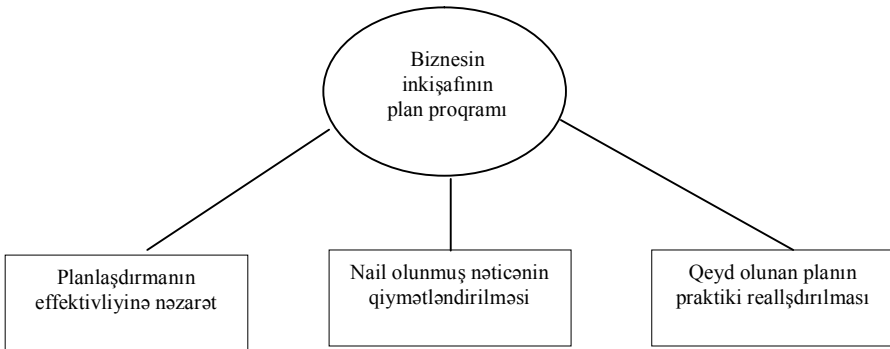 Biznesin
inkişafının
plan proqramı
Planlaşdırmanın
effektivliyinə nəzarət
Nail olunmuş nəticənin
qiymətləndirilməsi
Qeyd olunan planın
praktiki reallşdırılması